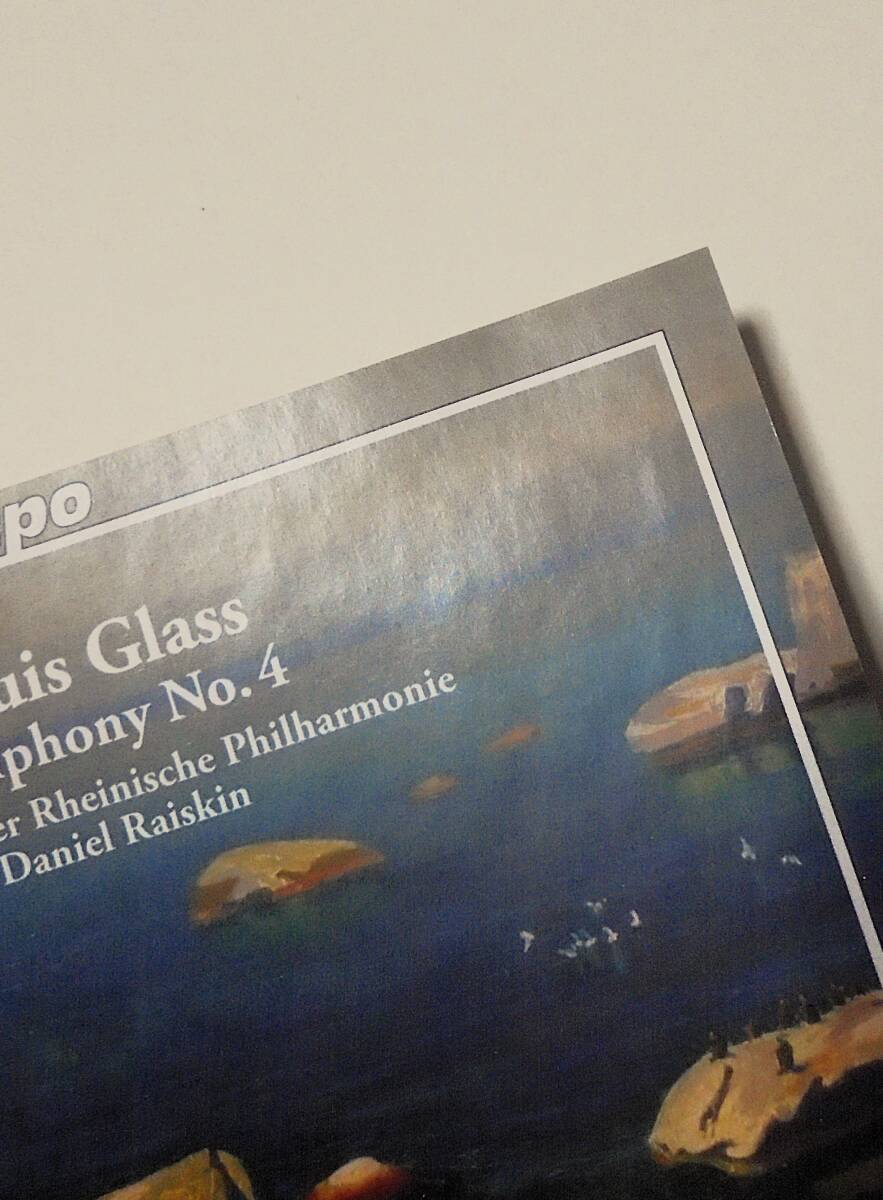 po
uis Glass
phony No. 4
er Rheinische Philharmonie
Daniel Raiskin